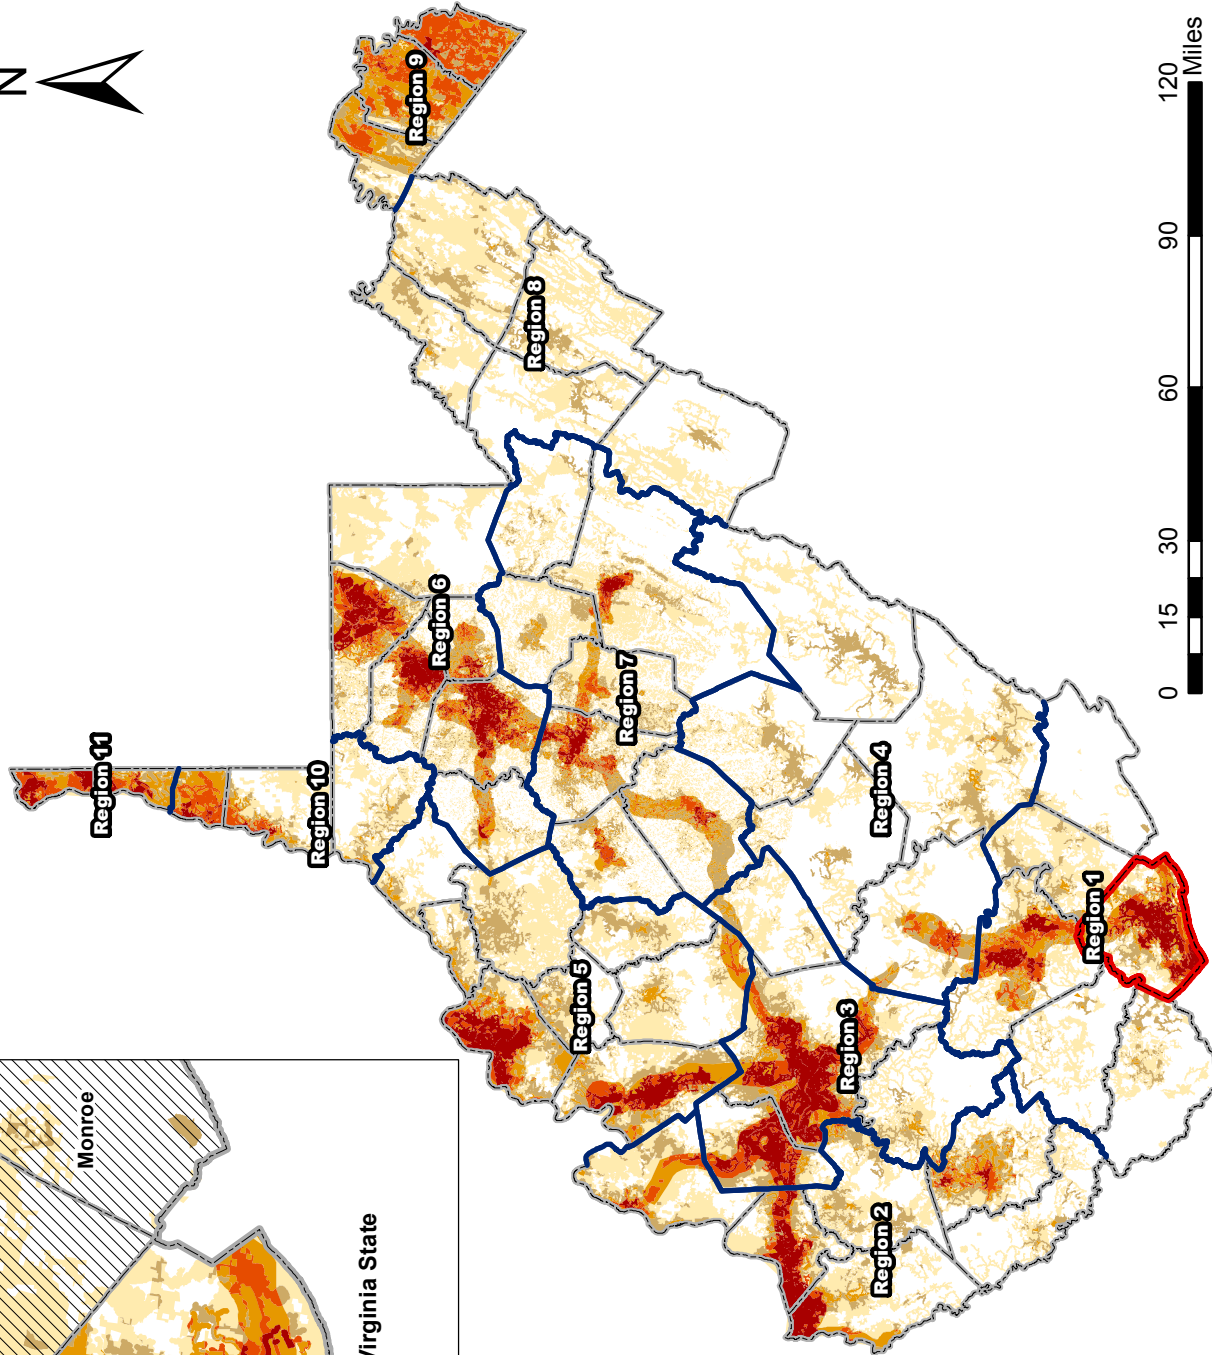 N
Region 9
Region 8
Region 11
Region 10
Region 6
Region 7
Region 5
Region 4
Region 3
Region 2
Region 1
Monroe
Virginia State
0 15 30 60 90 120
Miles